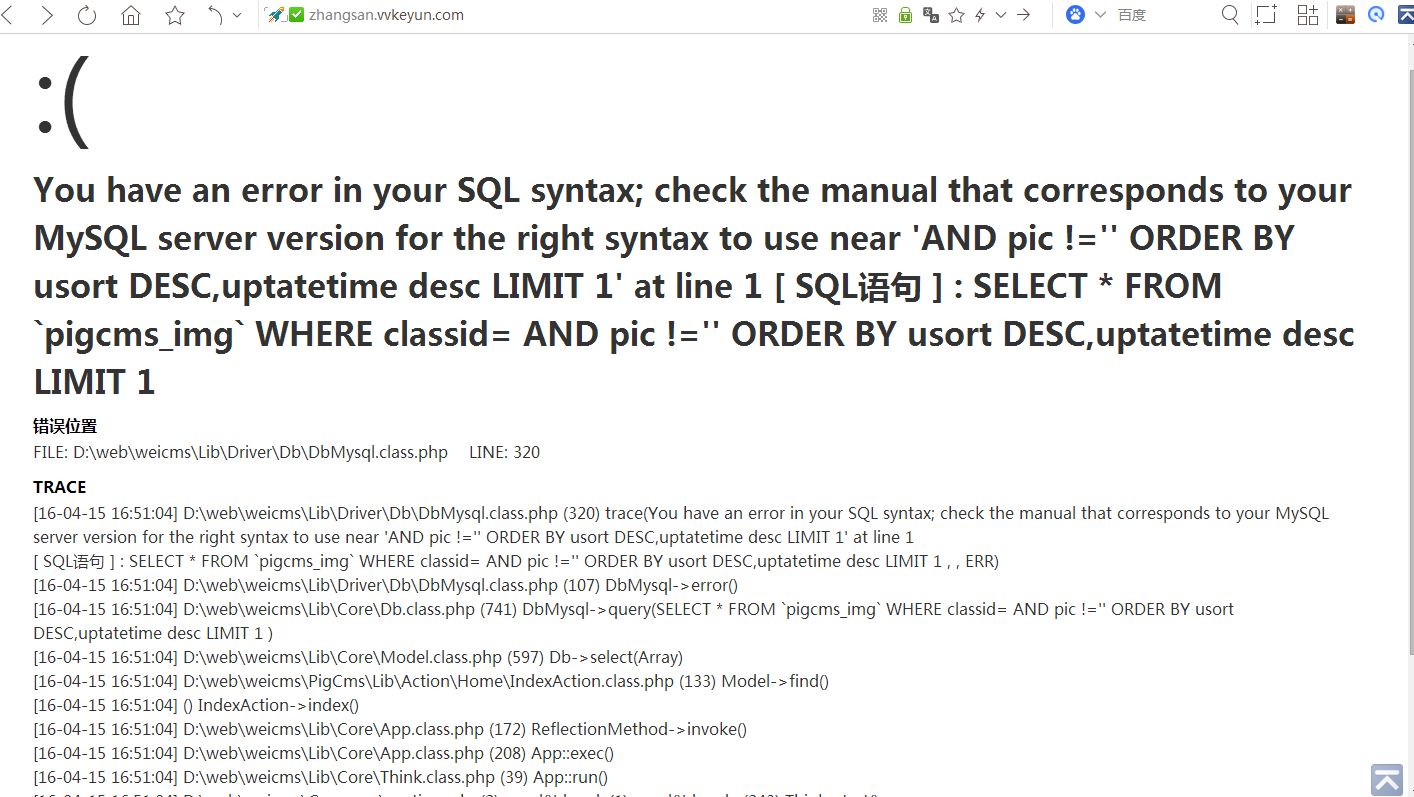 zhangsan.vvkeyun.com
百度
:(
You have an error in your SQL syntax; check the manual that corresponds to your
MySQL server version for the right syntax to use near 'AND pic !='' ORDER BY
usort DESC,uptatetime desc LIMIT 1' at line 1 [ SQL语句 ] : SELECT * FROM
`pigcms_img` WHERE classid= AND pic !='' ORDER BY usort DESC,uptatetime desc
LIMIT 1
错误位置
FILE: D:\web\weicms\Lib\Driver\Db\DbMysql.class.php LINE: 320
TRACE
[16-04-15 16:51:04] D:\web\weicms\Lib\Driver\Db\DbMysql.class.php (320) trace(You have an error in your SQL syntax; check the manual that corresponds to your MySQL
server version for the right syntax to use near 'AND pic !='' ORDER BY usort DESC,uptatetime desc LIMIT 1' at line 1
[ SQL语句 ] : SELECT * FROM `pigcms_img` WHERE classid= AND pic !='' ORDER BY usort DESC,uptatetime desc LIMIT 1 , , ERR)
[16-04-15 16:51:04] D:\web\weicms\Lib\Driver\Db\DbMysql.class.php (107) DbMysql->error()
[16-04-15 16:51:04] D:\web\weicms\Lib\Core\Db.class.php (741) DbMysql->query(SELECT * FROM `pigcms_img` WHERE classid= AND pic !='' ORDER BY usort
DESC,uptatetime desc LIMIT 1 )
[16-04-15 16:51:04] D:\web\weicms\Lib\Core\Model.class.php (597) Db->select(Array)
[16-04-15 16:51:04] D:\web\weicms\PigCms\Lib\Action\Home\IndexAction.class.php (133) Model->find()
[16-04-15 16:51:04] () IndexAction->index()
[16-04-15 16:51:04] D:\web\weicms\Lib\Core\App.class.php (172) ReflectionMethod->invoke()
[16-04-15 16:51:04] D:\web\weicms\Lib\Core\App.class.php (208) App::exec()
[16-04-15 16:51:04] D:\web\weicms\Lib\Core\Think.class.php (39) App::run()